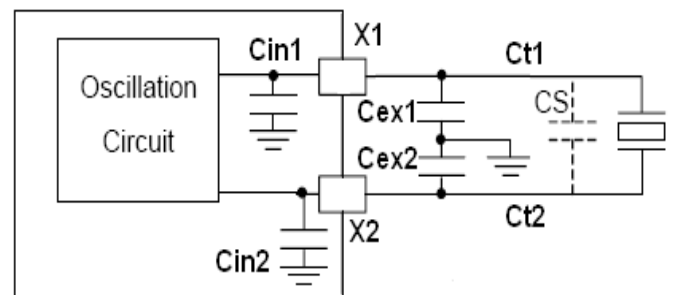 X1
Cin1
Ct1
Oscillation
Circuit
Cex1
CS
Cex2
X2
Ct2
Cin2